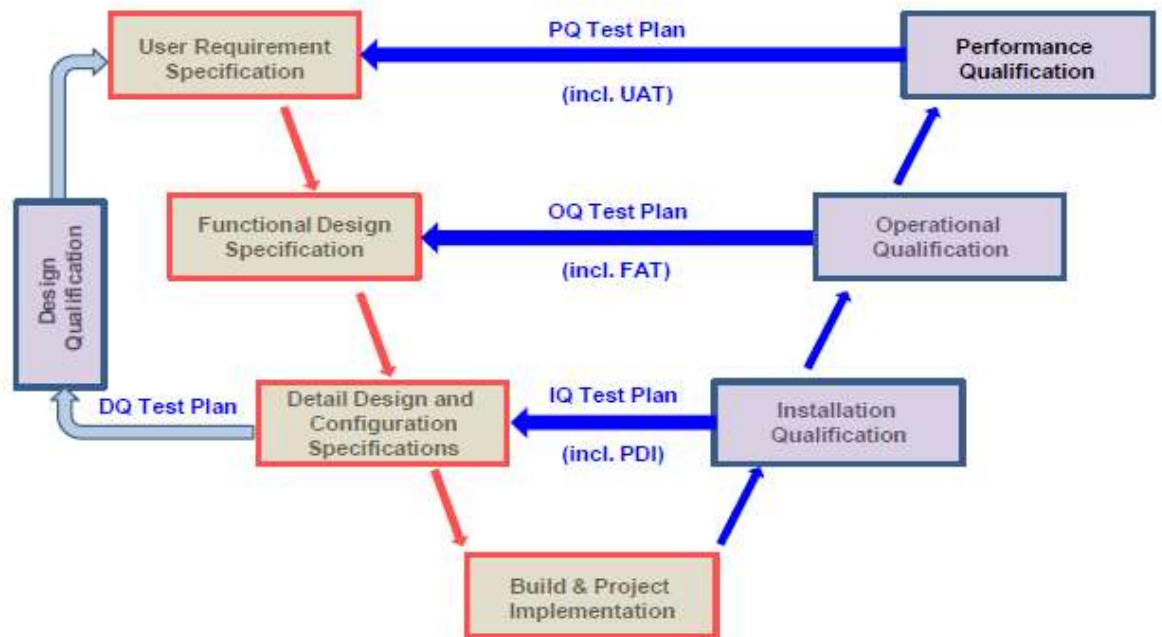 User Requirement
Specification
PQ Test Plan
(incl. UAT)
Performance
Qualification
Functional Design
Specification
OQ Test Plan
(incl. FAT)
Operational
Qualification
Design
Qualification
DQ Test Plan
Detail Design and
Configuration
Specifications
IQ Test Plan
(incl. PDI)
Installation
Qualification
Build & Project
Implementation